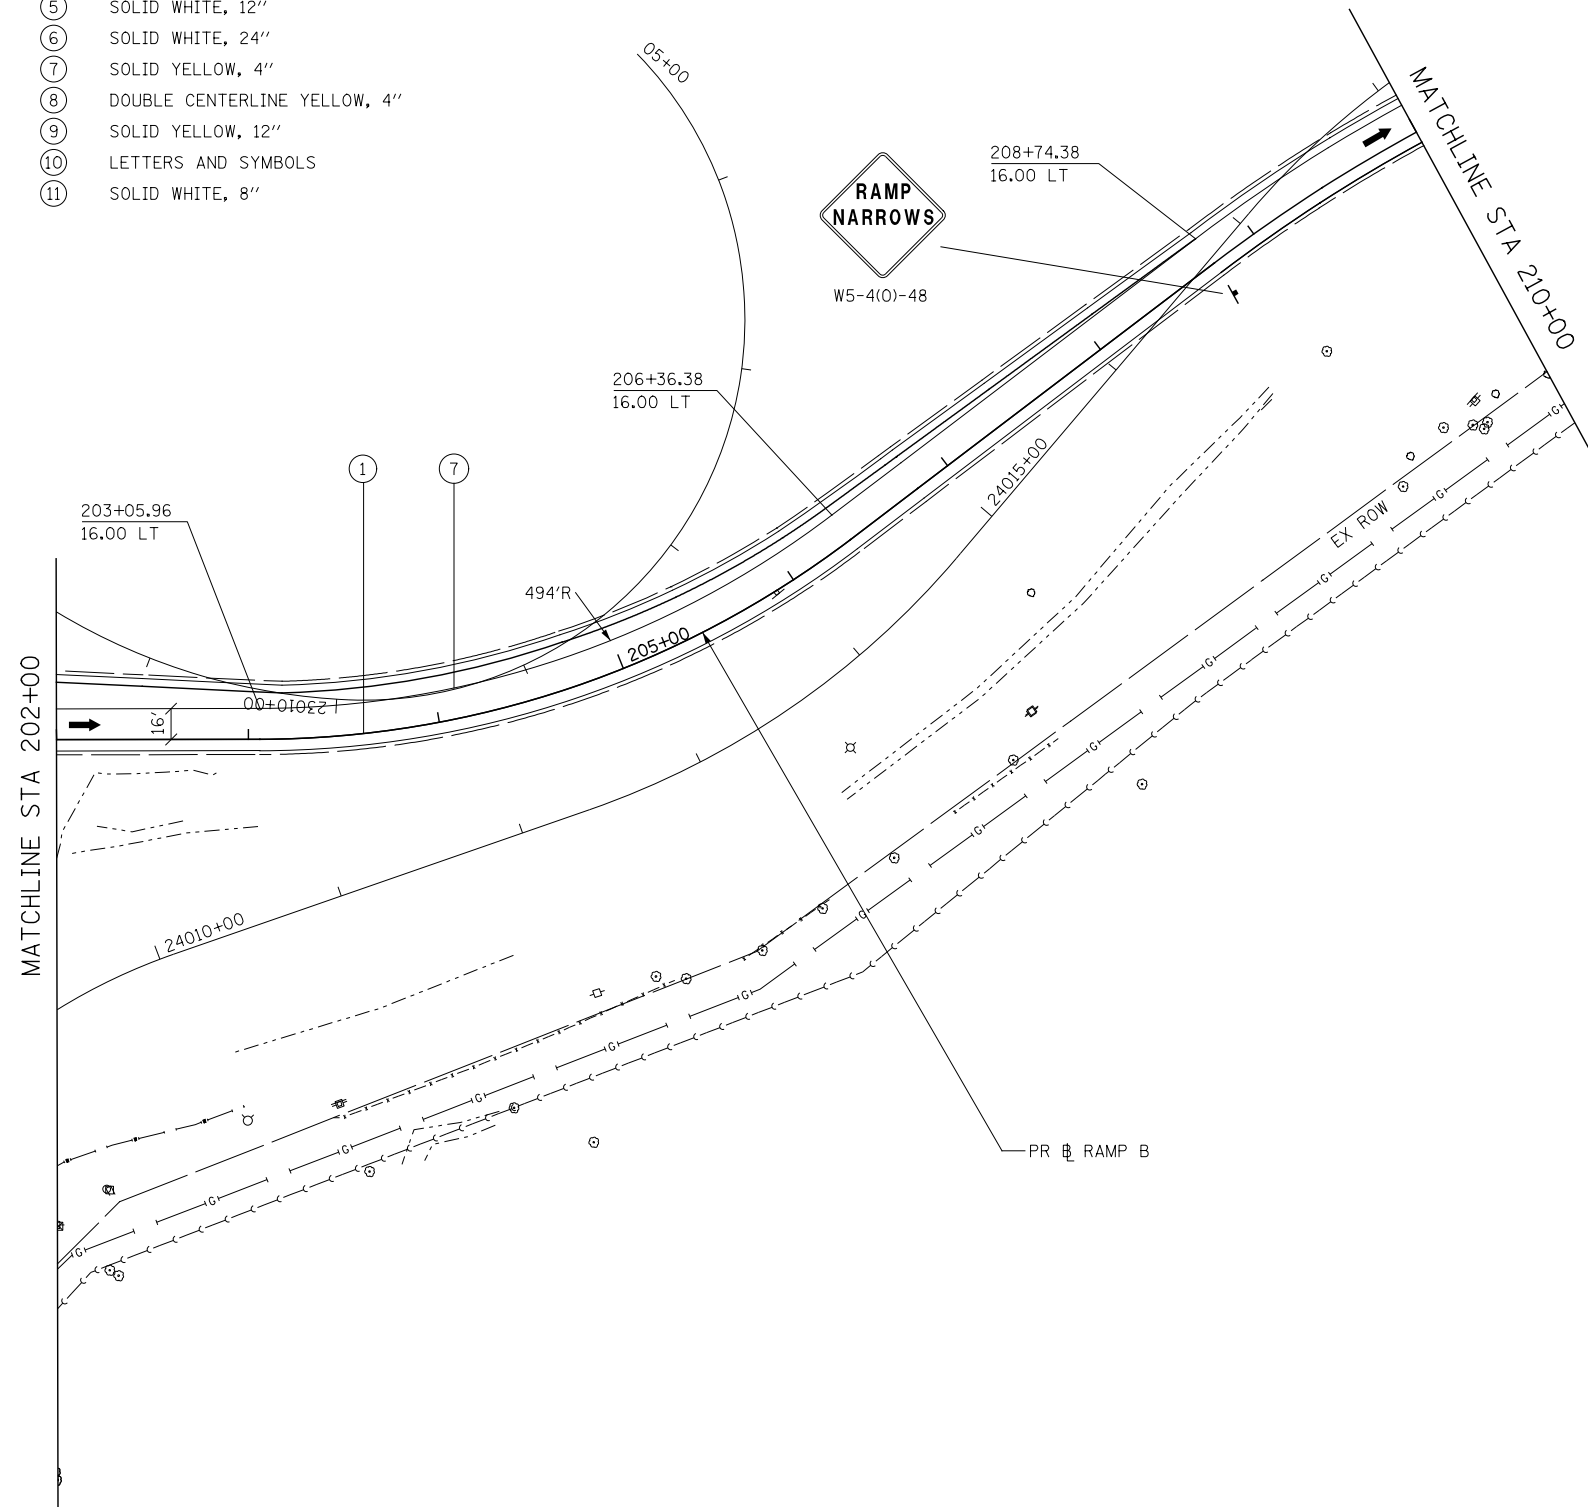 5 SOLID WHITE, 12"
6 SOLID WHITE, 24"
7 SOLID YELLOW, 4"
8 DOUBLE CENTERLINE YELLOW, 4"
9 SOLID YELLOW, 12"
10 LETTERS AND SYMBOLS
11 SOLID WHITE, 8"
05+00
MATCHLINE STA 210+00
208+74.38
16.00 LT
RAMP
NARROWS
W5-4(O)-48
206+36.38
16.00 LT
24015+00
1
7
203+05.96
16.00 LT
EX ROW
494'R
205+00
23010+00
16'
MATCHLINE STA 202+00
24010+00
G
G
G
G
G
G
G
G
G
G
G
G
G
G
PR BL RAMP B